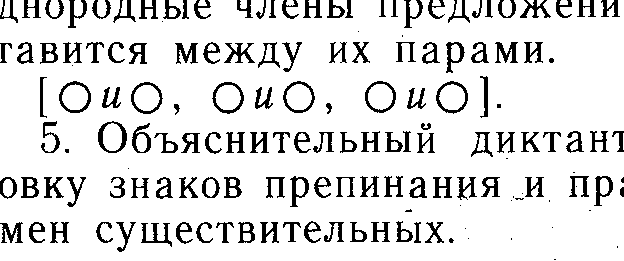 днородные члены предложени
тавится между их парами.
[○и○, ○и○, ○и○].
5. Объяснительный диктант
овку знаков препинания и пра
мен существительных.